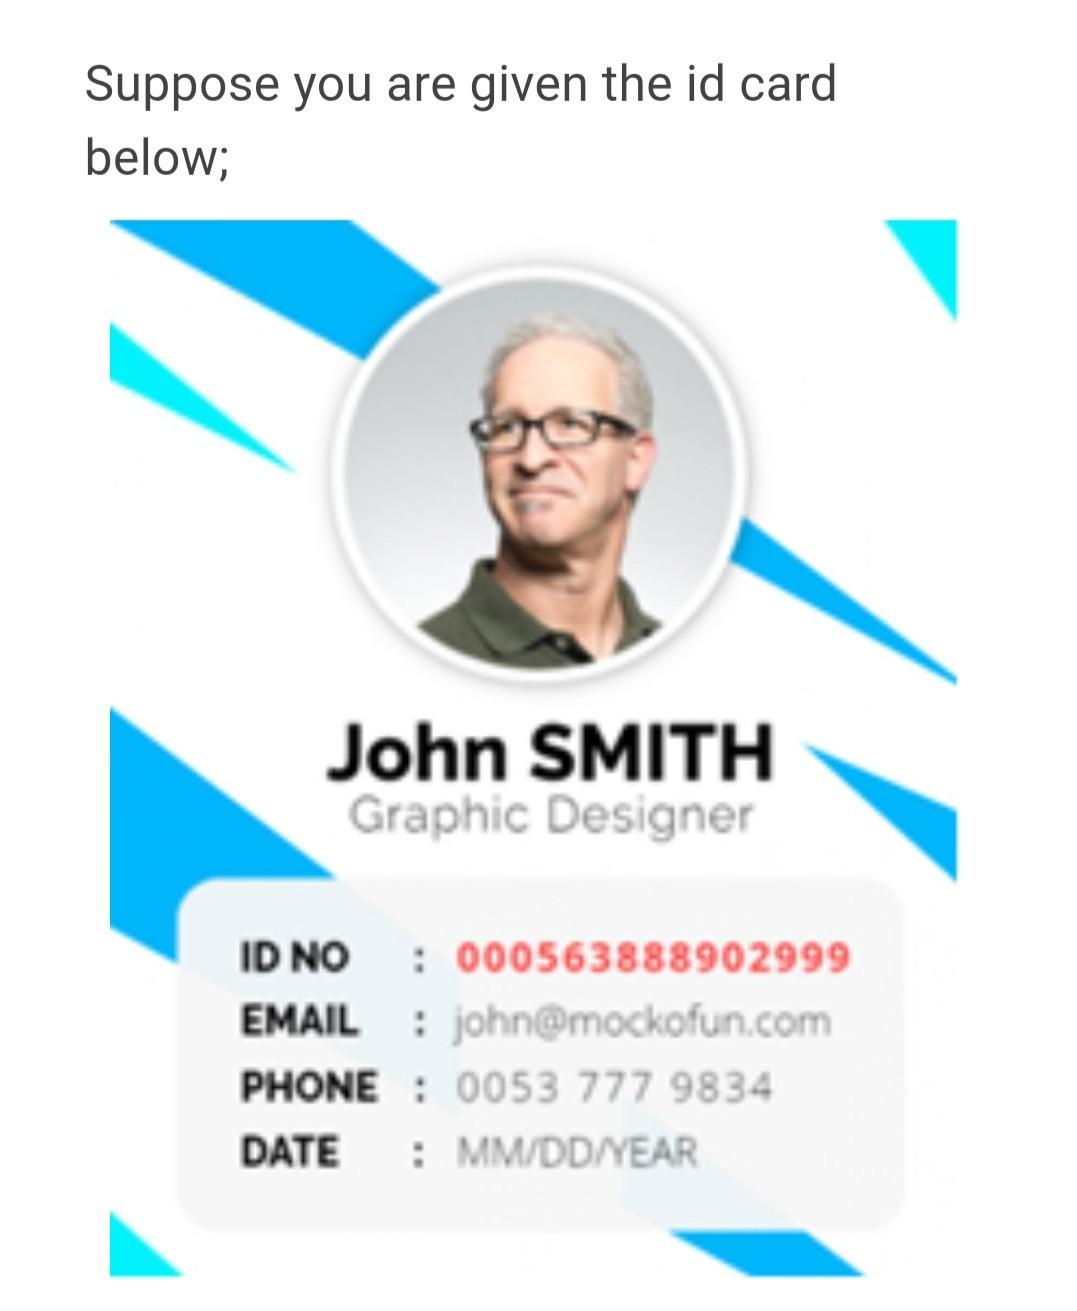 Suppose you are given the id card
below;
John SMITH
Graphic Designer
ID NO : 000563888902999
EMAIL : john@mockofun.com
PHONE : 0053 777 9834
DATE : MM/DD/YEAR